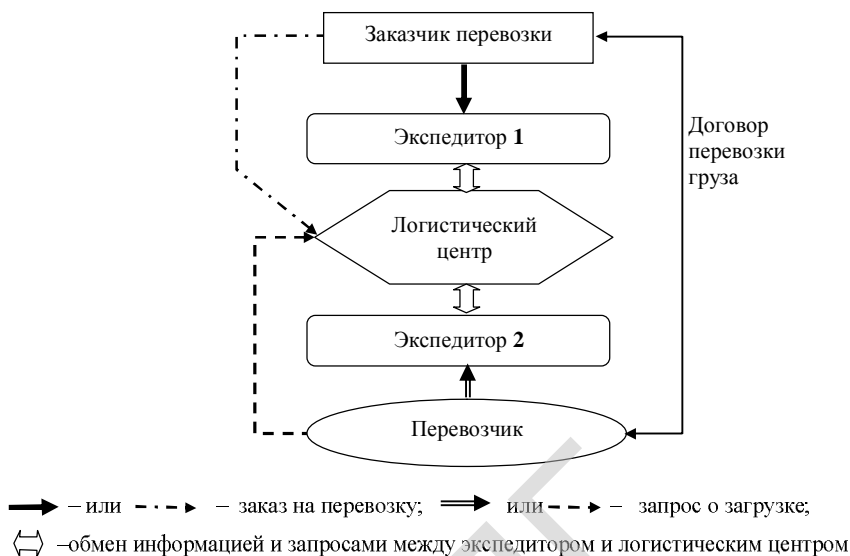 Заказчик перевозки
Экспедитор 1
Договор
перевозки
груза
Логистический
центр
Экспедитор 2
Перевозчик
– или – заказ на перевозку; или – запрос о загрузке;
–обмен информацией и запросами между экспедитором и логистическим центром